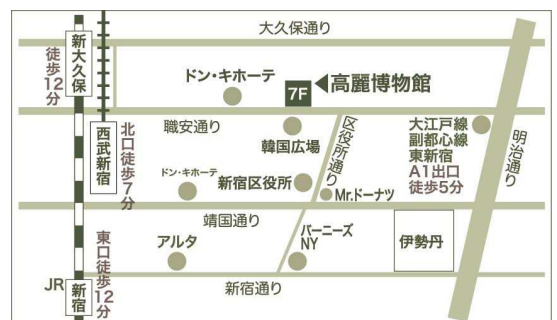 大久保通り
新大久保
徒歩12分
ドン・キホーテ
7F
高麗博物館
職安通り
西武新宿
北口徒歩7分
韓国広場
区役所通り
大江戸線
副都心線
東新宿
A1出口
徒歩5分
明治通り
ドン・キホーテ
新宿区役所
Mr.ドーナツ
靖国通り
東口徒歩12分
アルタ
バーニーズ
NY
伊勢丹
JR
新宿
新宿通り